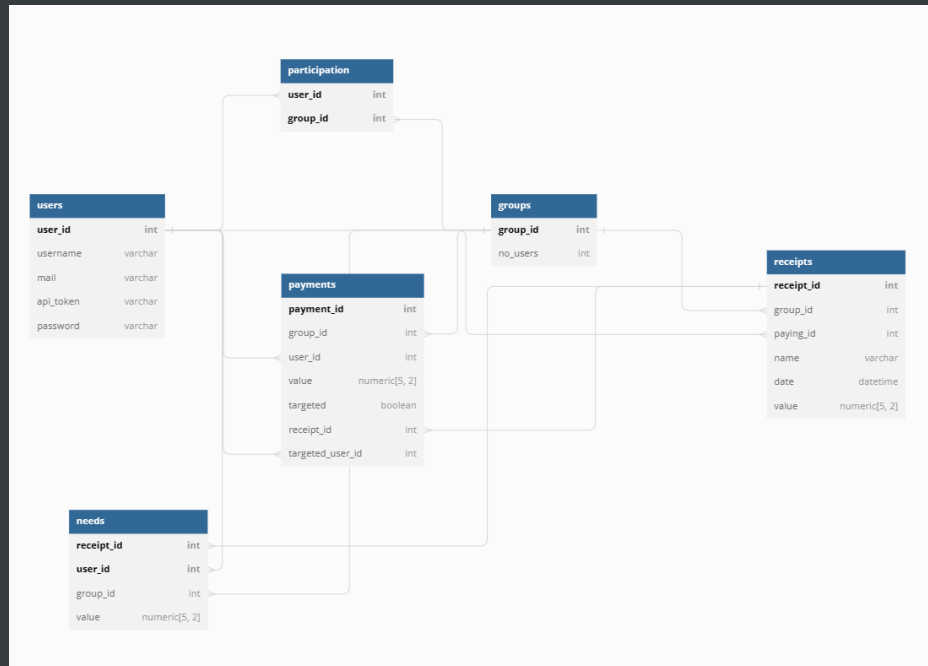 participation
user_id int
group_id int
users
user_id int
username varchar
mail varchar
api_token varchar
password varchar
groups
group_id int
no_users int
receipts
receipt_id int
group_id int
paying_id int
name varchar
date datetime
value numeric[5, 2]
payments
payment_id int
group_id int
user_id int
value numeric[5, 2]
targeted boolean
receipt_id int
targeted_user_id int
needs
receipt_id int
user_id int
group_id int
value numeric[5, 2]